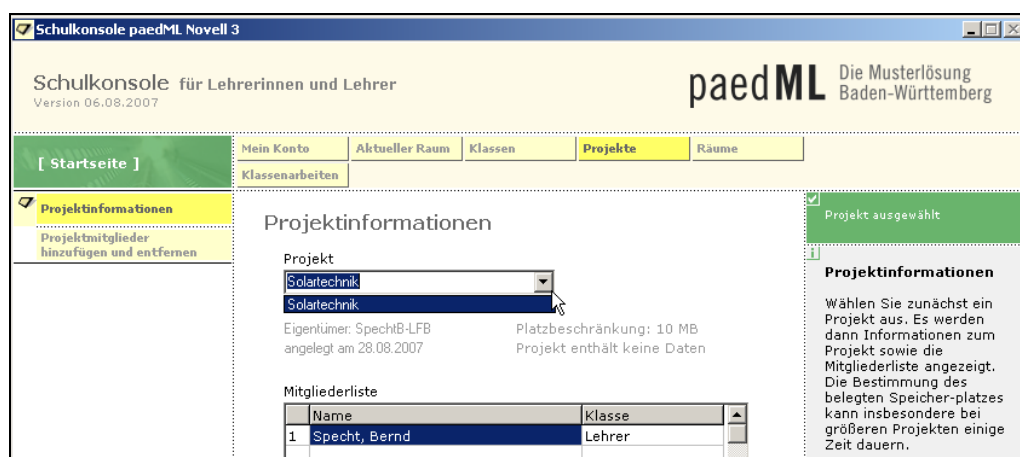 Schulkonsole paedML Novell 3
Schulkonsole für Lehrerinnen und Lehrer
Version 06.08.2007
paedML Die Musterlösung
Baden-Württemberg
[ Startseite ]
Mein Konto Aktueller Raum Klassen Projekte Räume
Klassenarbeiten
Projektinformationen
Projektmitglieder
hinzufügen und entfernen
Projektinformationen
Projekt
Solartechnik
Solartechnik
Eigentümer: SpechtB-LFB Platzbeschränkung: 10 MB
angelegt am 28.08.2007 Projekt enthält keine Daten
Mitgliederliste
Name Klasse
1 Specht, Bernd Lehrer
Projekt ausgewählt
i
Projektinformationen
Wählen Sie zunächst ein
Projekt aus. Es werden
dann Informationen zum
Projekt sowie die
Mitgliederliste angezeigt.
Die Bestimmung des
belegten Speicher-platzes
kann insbesondere bei
größeren Projekten einige
Zeit dauern.